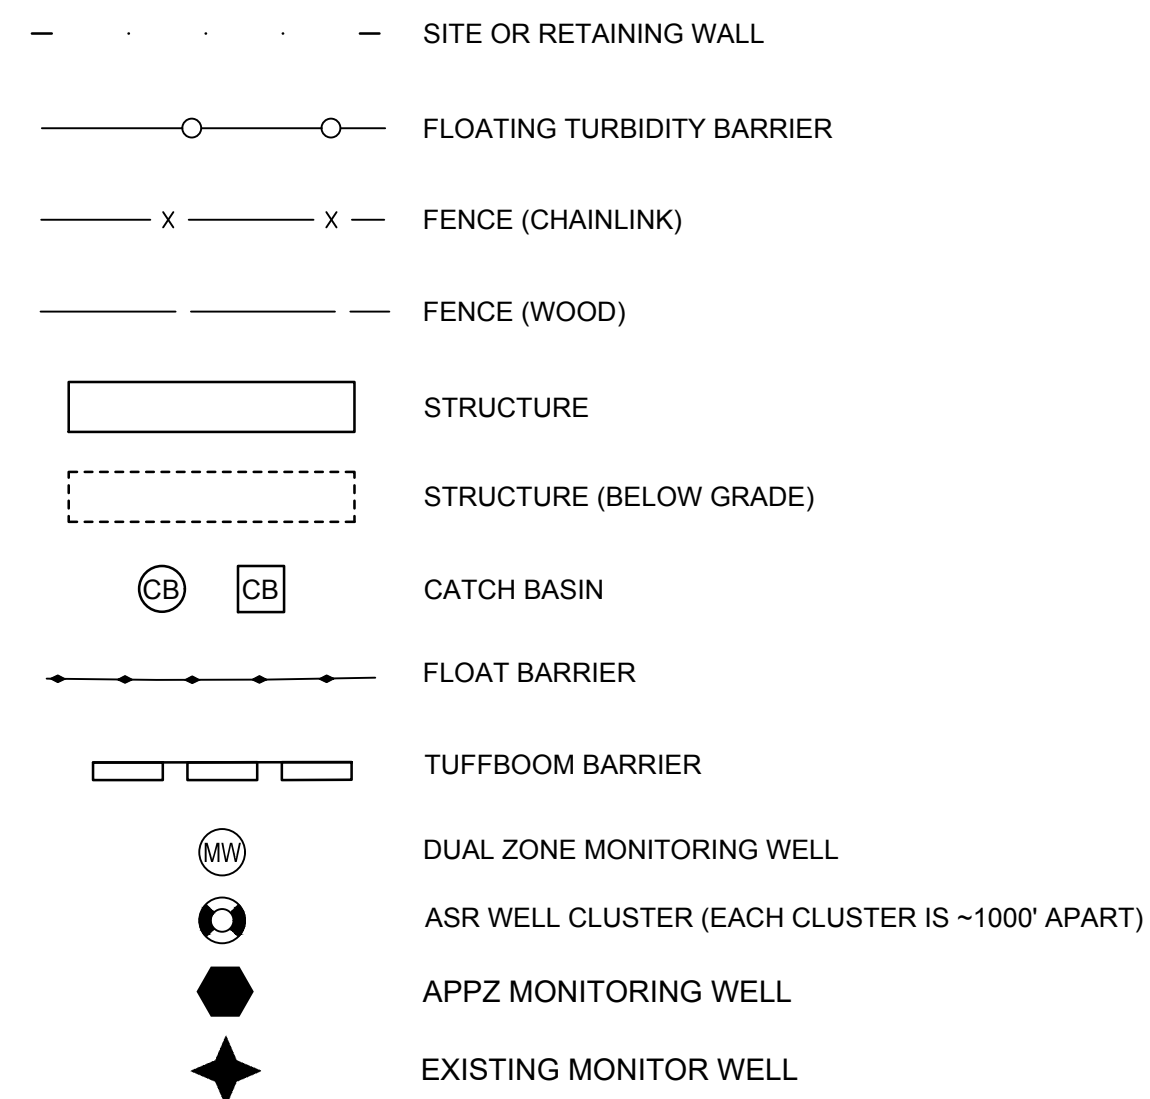 SITE OR RETAINING WALL
FLOATING TURBIDITY BARRIER
X X FENCE (CHAINLINK)
FENCE (WOOD)
STRUCTURE
STRUCTURE (BELOW GRADE)
CB CB CATCH BASIN
FLOAT BARRIER
TUFFBOOM BARRIER
MW DUAL ZONE MONITORING WELL
ASR WELL CLUSTER (EACH CLUSTER IS ~1000' APART)
APPZ MONITORING WELL
EXISTING MONITOR WELL